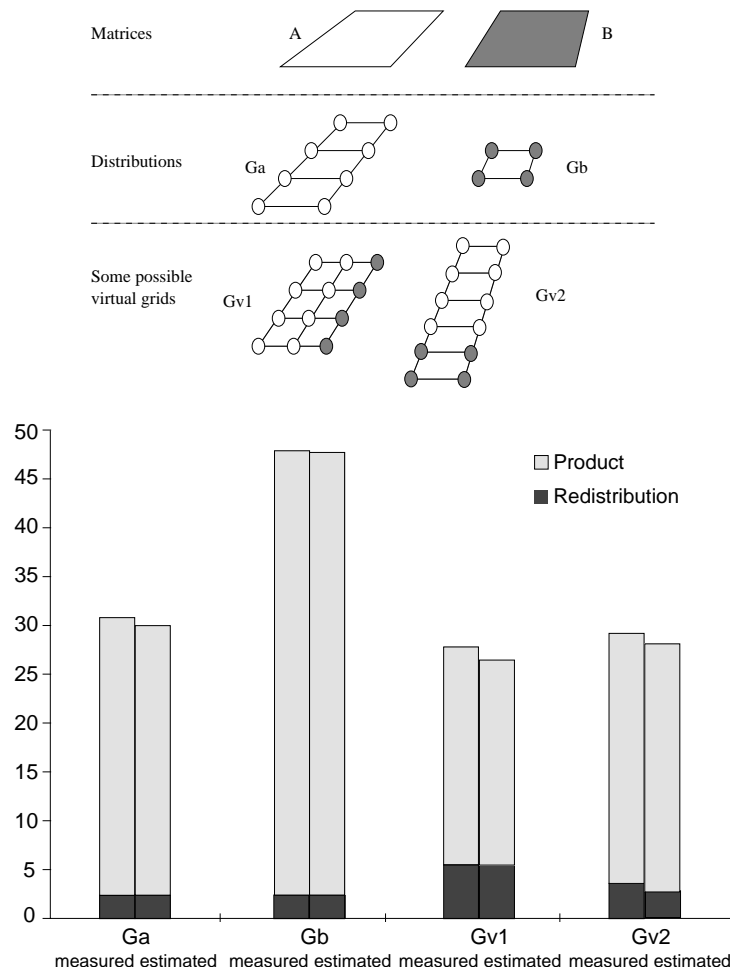 Matrices
A
B
Distributions
Ga
Gb
Some possible
virtual grids
Gv1
Gv2
50
45
40
35
30
25
20
15
10
5
0
Product
Redistribution
Ga
Gb
Gv1
Gv2
measured estimated
measured estimated
measured estimated
measured estimated